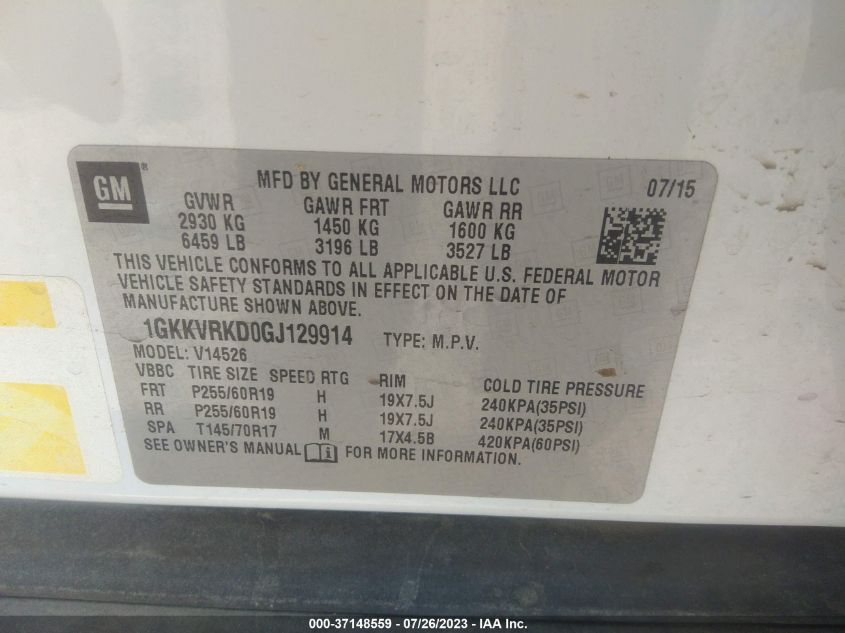 GM ®
MFD BY GENERAL MOTORS LLC 07/15
GVWR GAWR FRT GAWR RR
2930 KG 1450 KG 1600 KG
6459 LB 3196 LB 3527 LB
THIS VEHICLE CONFORMS TO ALL APPLICABLE U.S. FEDERAL MOTOR
VEHICLE SAFETY STANDARDS IN EFFECT ON THE DATE OF
MANUFACTURE SHOWN ABOVE.
1GKKVRKD0GJ129914 TYPE: M.P.V.
MODEL: V14526
VBBC TIRE SIZE SPEED RTG RIM COLD TIRE PRESSURE
FRT P255/60R19 H 19X7.5J 240KPA(35PSI)
RR P255/60R19 H 19X7.5J 240KPA(35PSI)
SPA T145/70R17 M 17X4.5B 420KPA(60PSI)
SEE OWNER'S MANUAL FOR MORE INFORMATION.
000-37148559 — 07/26/2023 — IAA Inc.